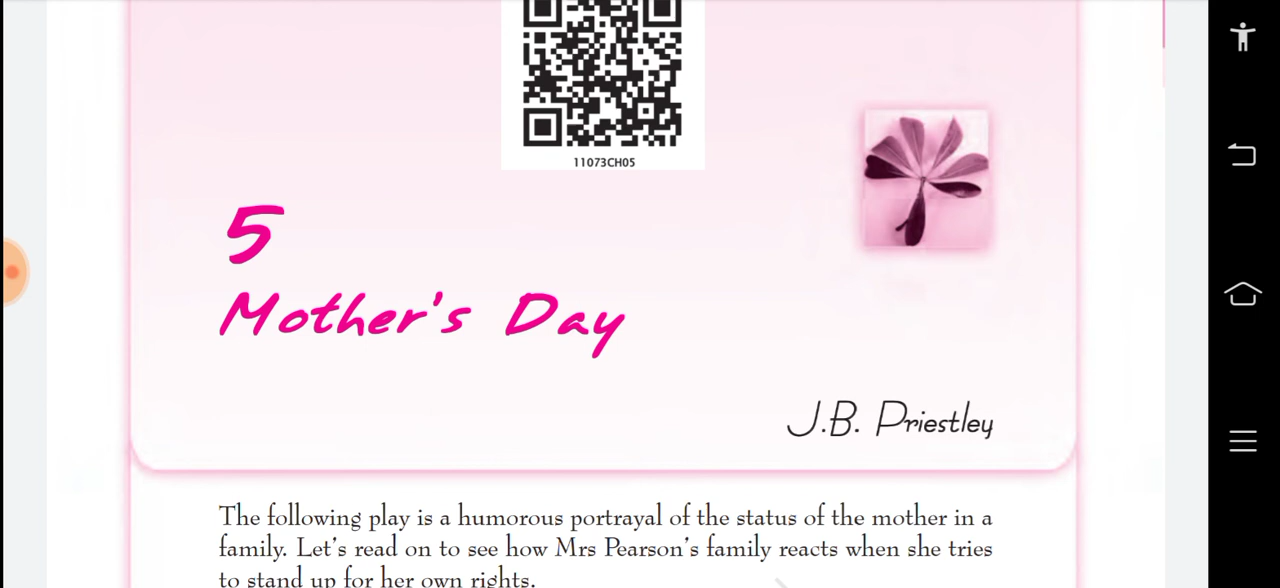 11073CH05
5
Mother's Day
J.B. Priestley
The following play is a humorous portrayal of the status of the mother in a
family. Let's read on to see how Mrs Pearson's family reacts when she tries
to stand up for her own rights.